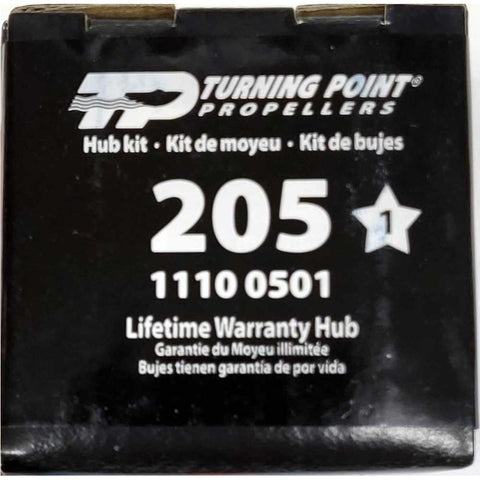 TP TURNING POINT®
PROPELLERS
Hub kit • Kit de moyeu • Kit de bujes
205 1
1110 0501
Lifetime Warranty Hub
Garantie du Moyeu illimitée
Bujes tienen garantía de por vida